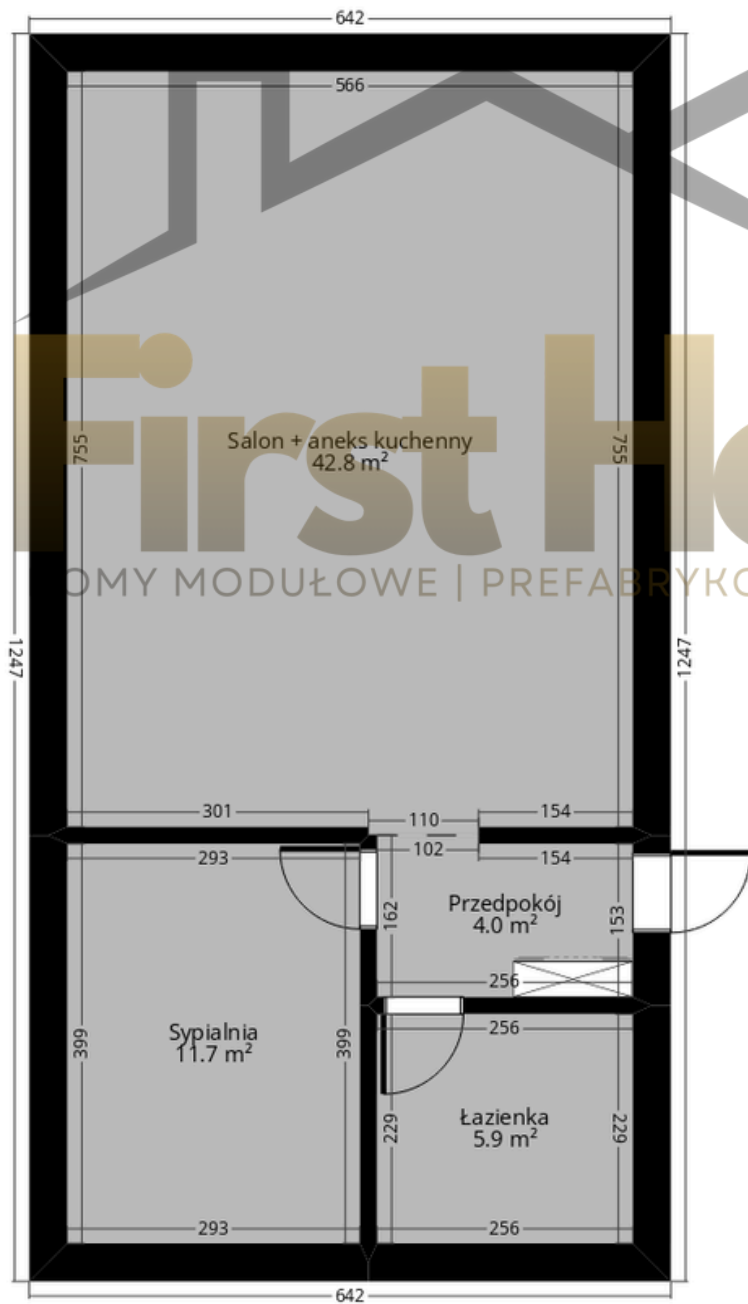 642
566
First Ho
755
Salon + aneks kuchenny
755
42.8 m²
OMY MODUŁOWE | PREFABRYKO
1247
1247
301
110
154
293
102
154
162
Przedpokój
4.0 m²
153
256
399
Sypialnia
11.7 m²
399
256
229
Łazienka
5.9 m²
229
293
256
642